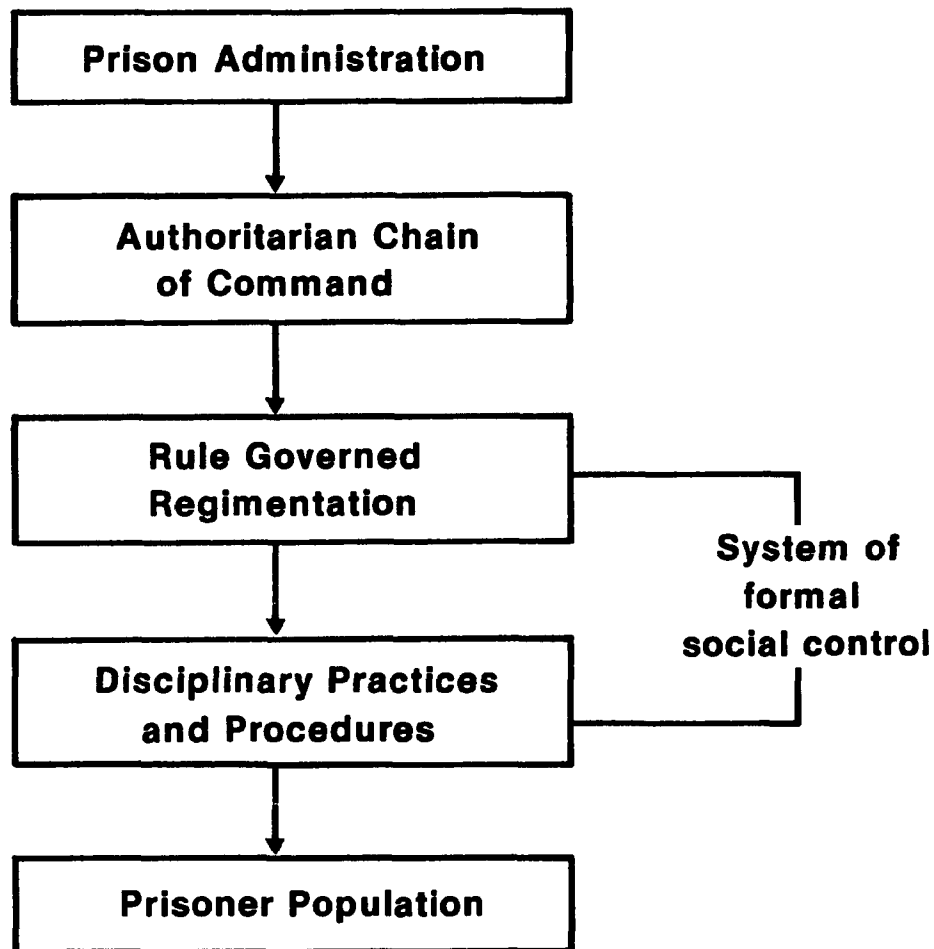 Prison Administration
Authoritarian Chain
of Command
Rule Governed
Regimentation
System of
formal
social control
Disciplinary Practices
and Procedures
Prisoner Population